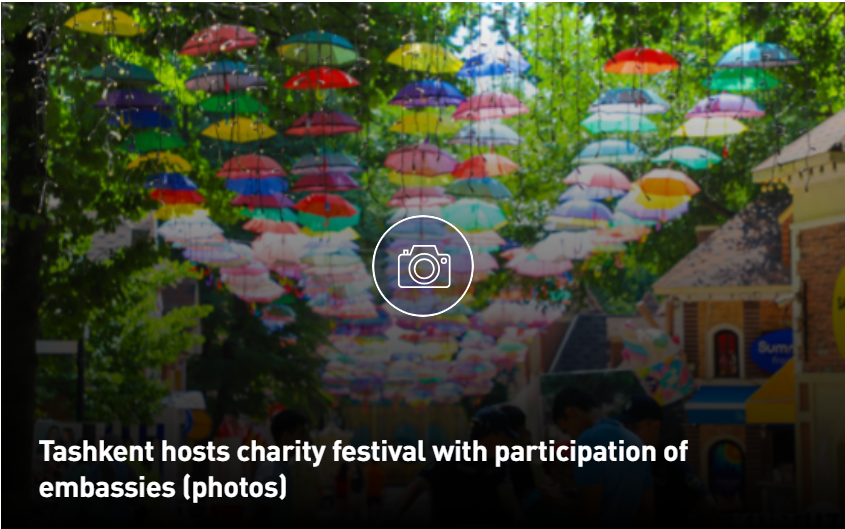 Tashkent hosts charity festival with participation of
embassies (photos)